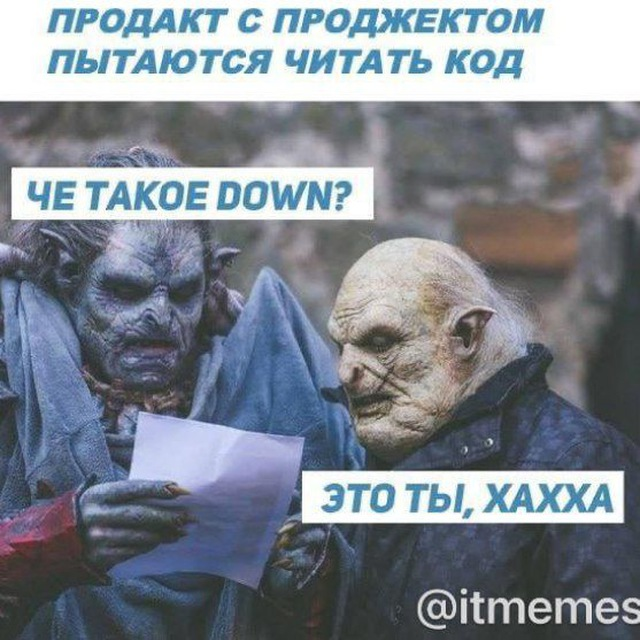 ПРОДАКТ С ПРОДЖЕКТОМ
ПЫТАЮТСЯ ЧИТАТЬ КОД
ЧЕ ТАКОЕ DOWN?
ЭТО ТЫ, ХАХХА
@itmemes